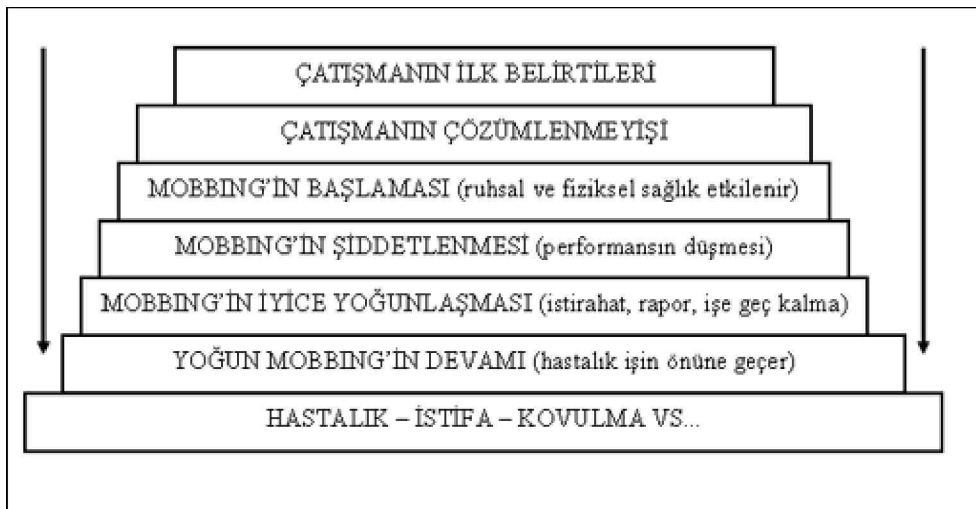 ÇATIŞMANIN İLK BELİRTİLERİ
ÇATIŞMANIN ÇÖZÜMLENMEYİŞİ
MOBBING'İN BAŞLAMASI (ruhsal ve fiziksel sağlık etkilenir)
MOBBING'İN ŞİDDETLENMESİ (performansın düşmesi)
MOBBING'İN İYİCE YOĞUNLAŞMASI (istirahat, rapor, işe geç kalma)
YOĞUN MOBBING'İN DEVAMI (hastalık işin önüne geçer)
HASTALIK – İSTİFA – KOVULMA VS...